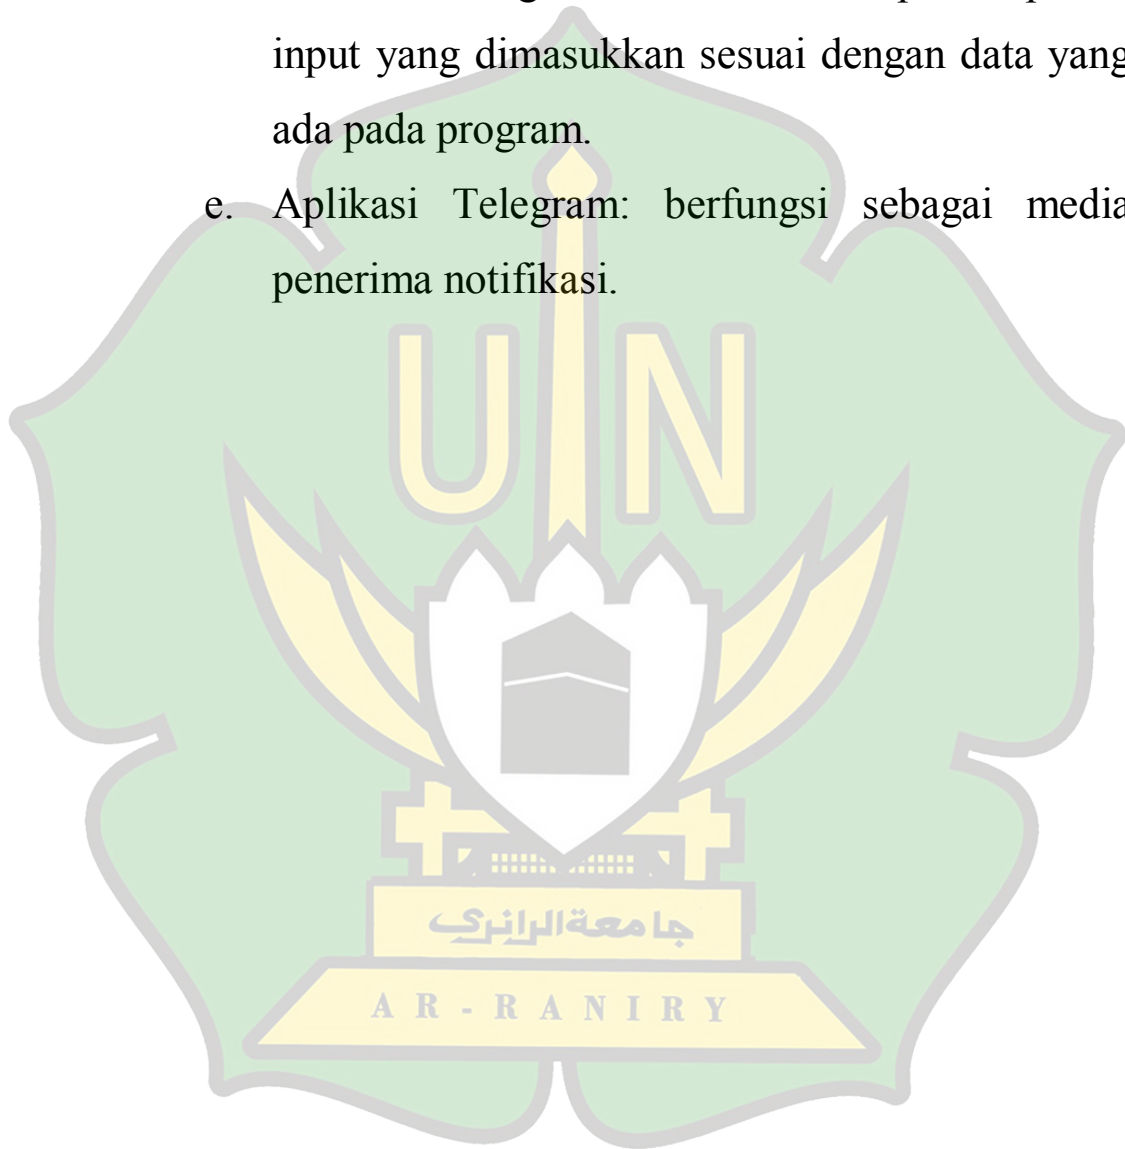 input yang dimasukkan sesuai dengan data yang
ada pada program.
e. Aplikasi Telegram: berfungsi sebagai media
penerima notifikasi.
UIN
جامعة الرانري
AR-RANIRY